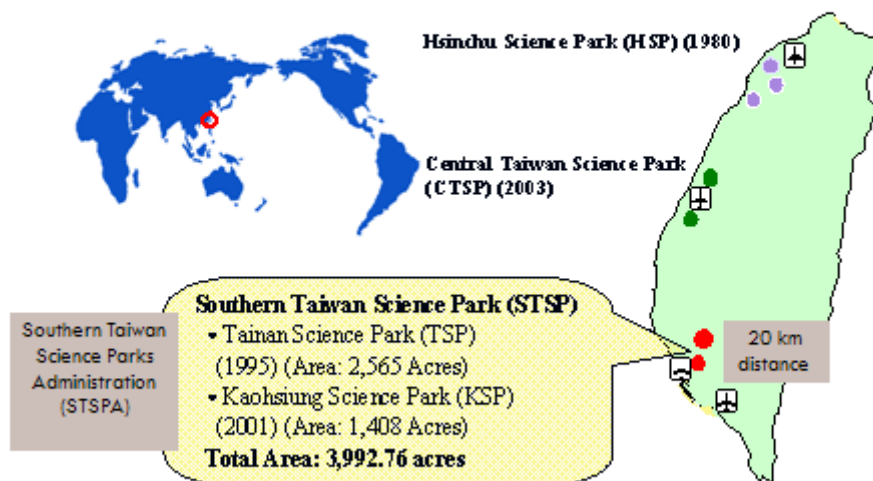 Hsinchu Science Park (HSP) (1980)
Central Taiwan Science Park
(CTSP) (2003)
Southern Taiwan Science Park (STSP)
• Tainan Science Park (TSP)
(1995) (Area: 2,565 Acres)
• Kaohsiung Science Park (KSP)
(2001) (Area: 1,408 Acres)
Total Area: 3,992.76 acres
Southern Taiwan
Science Parks
Administration
(STSPA)
20 km
distance